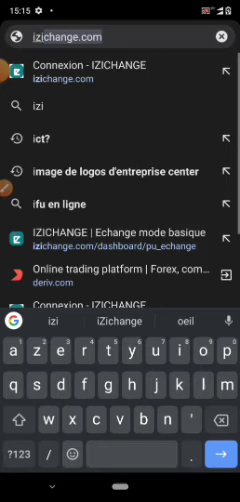 15:15
izichange.com
Connexion - IZICHANGE
izichange.com
izi
ict?
image de logos d'entreprise center
ifu en ligne
IZICHANGE | Echange mode basique
izichange.com/dashboard/pu_echange
Online trading platform | Forex, com...
deriv.com
Connexion - IZICHANGE
izi iZichange oeil
a z e r t y u i o p
q s d f g h j k l m
w x c v b n '
?123 / .